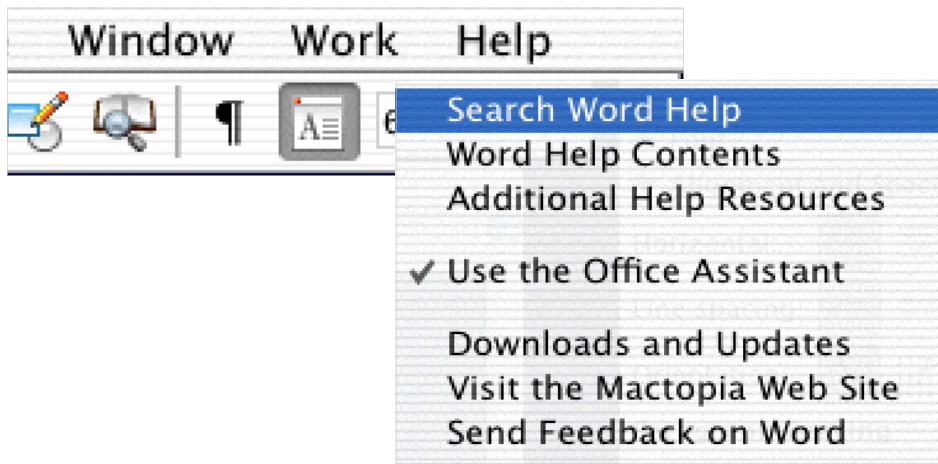 Window Work Help
¶ A 6
Search Word Help
Word Help Contents
Additional Help Resources
✓ Use the Office Assistant
Downloads and Updates
Visit the Mactopia Web Site
Send Feedback on Word